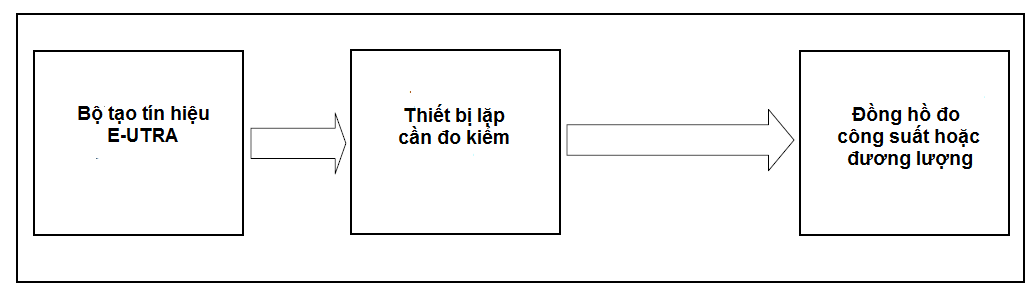 Bộ tạo tín hiệu
E-UTRA
Thiết bị lặp
cần đo kiểm
Đồng hồ đo
công suất hoặc
đương lượng